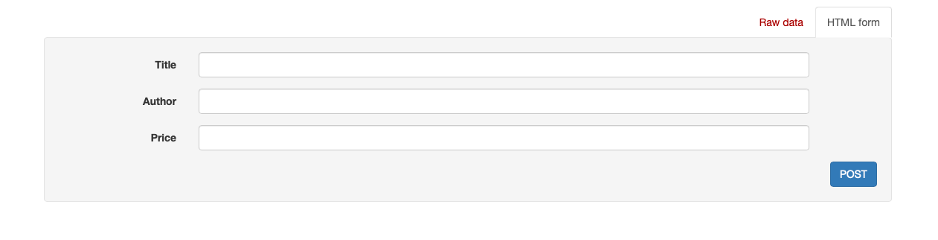 Raw data HTML form
Title
Author
Price
POST